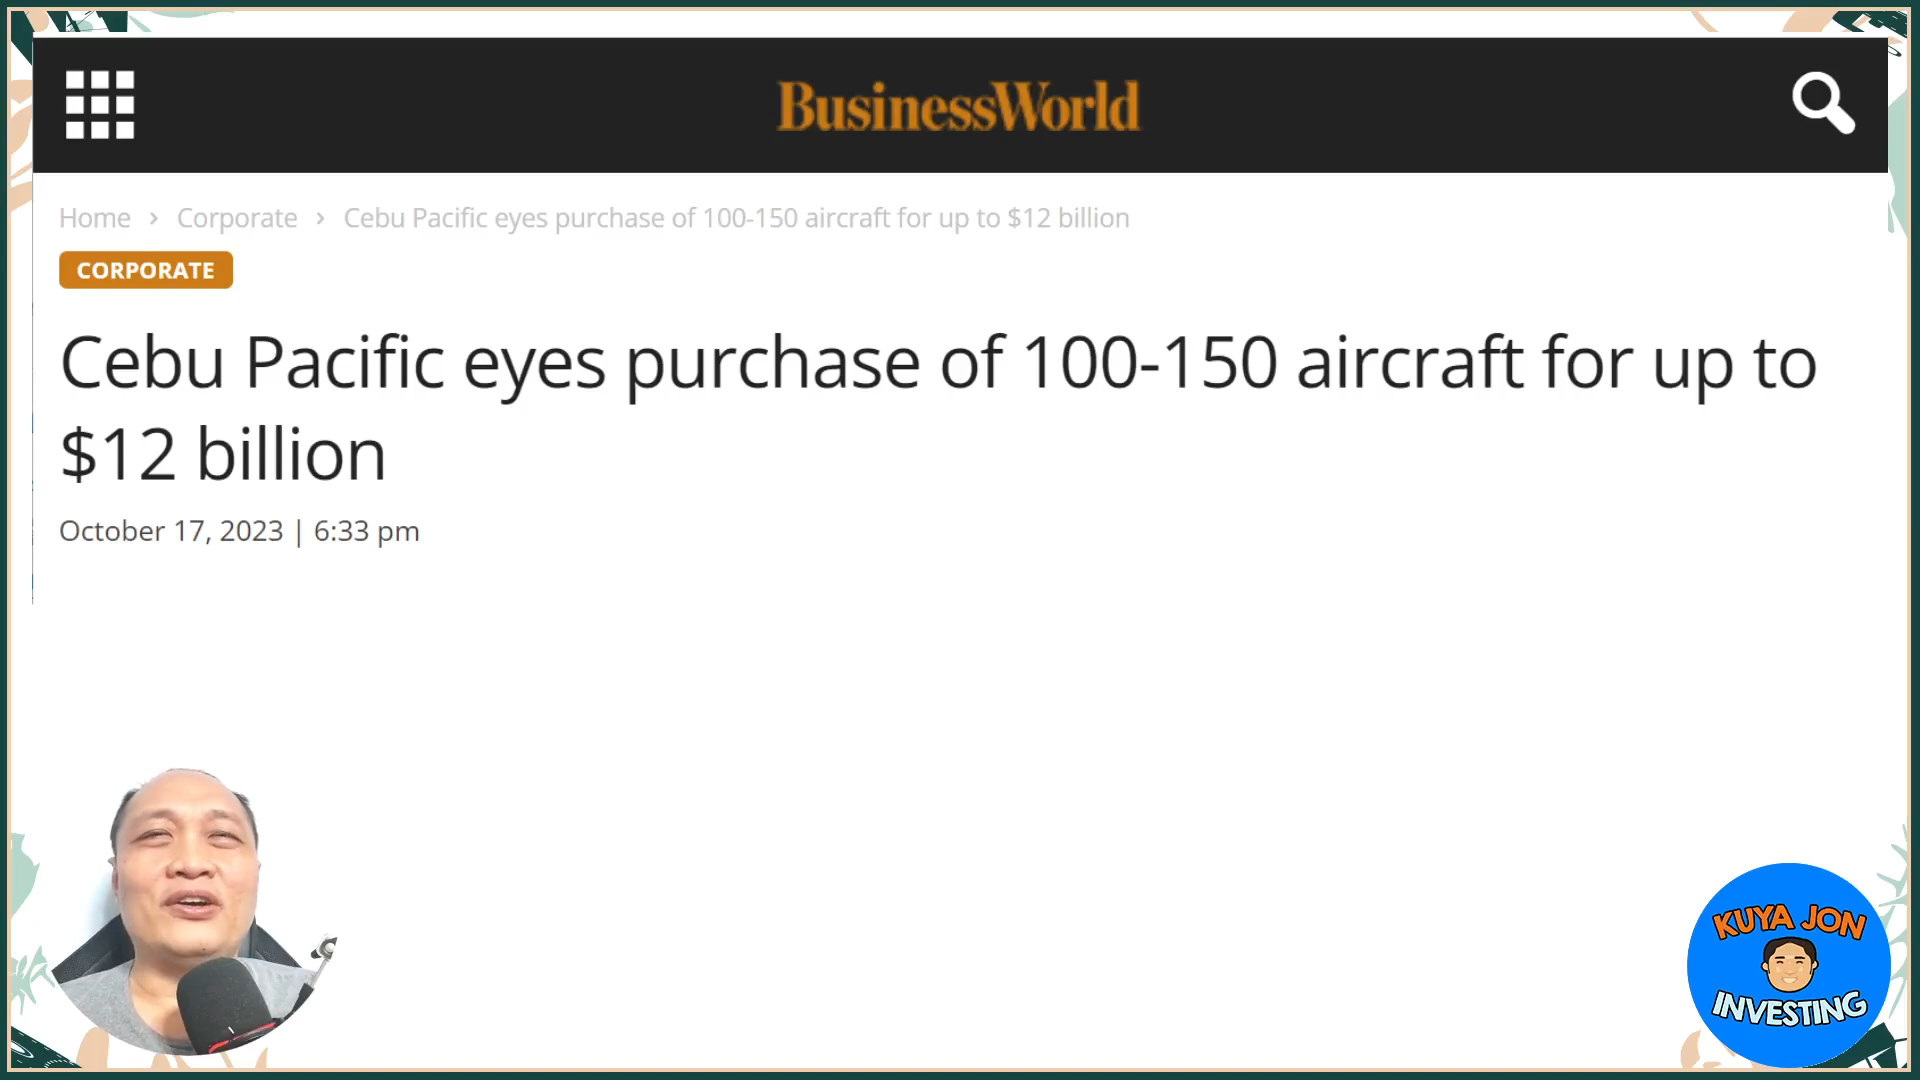 BusinessWorld
Home > Corporate > Cebu Pacific eyes purchase of 100-150 aircraft for up to $12 billion
CORPORATE
Cebu Pacific eyes purchase of 100-150 aircraft for up to
$12 billion
October 17, 2023 | 6:33 pm
KUYA JON
INVESTING